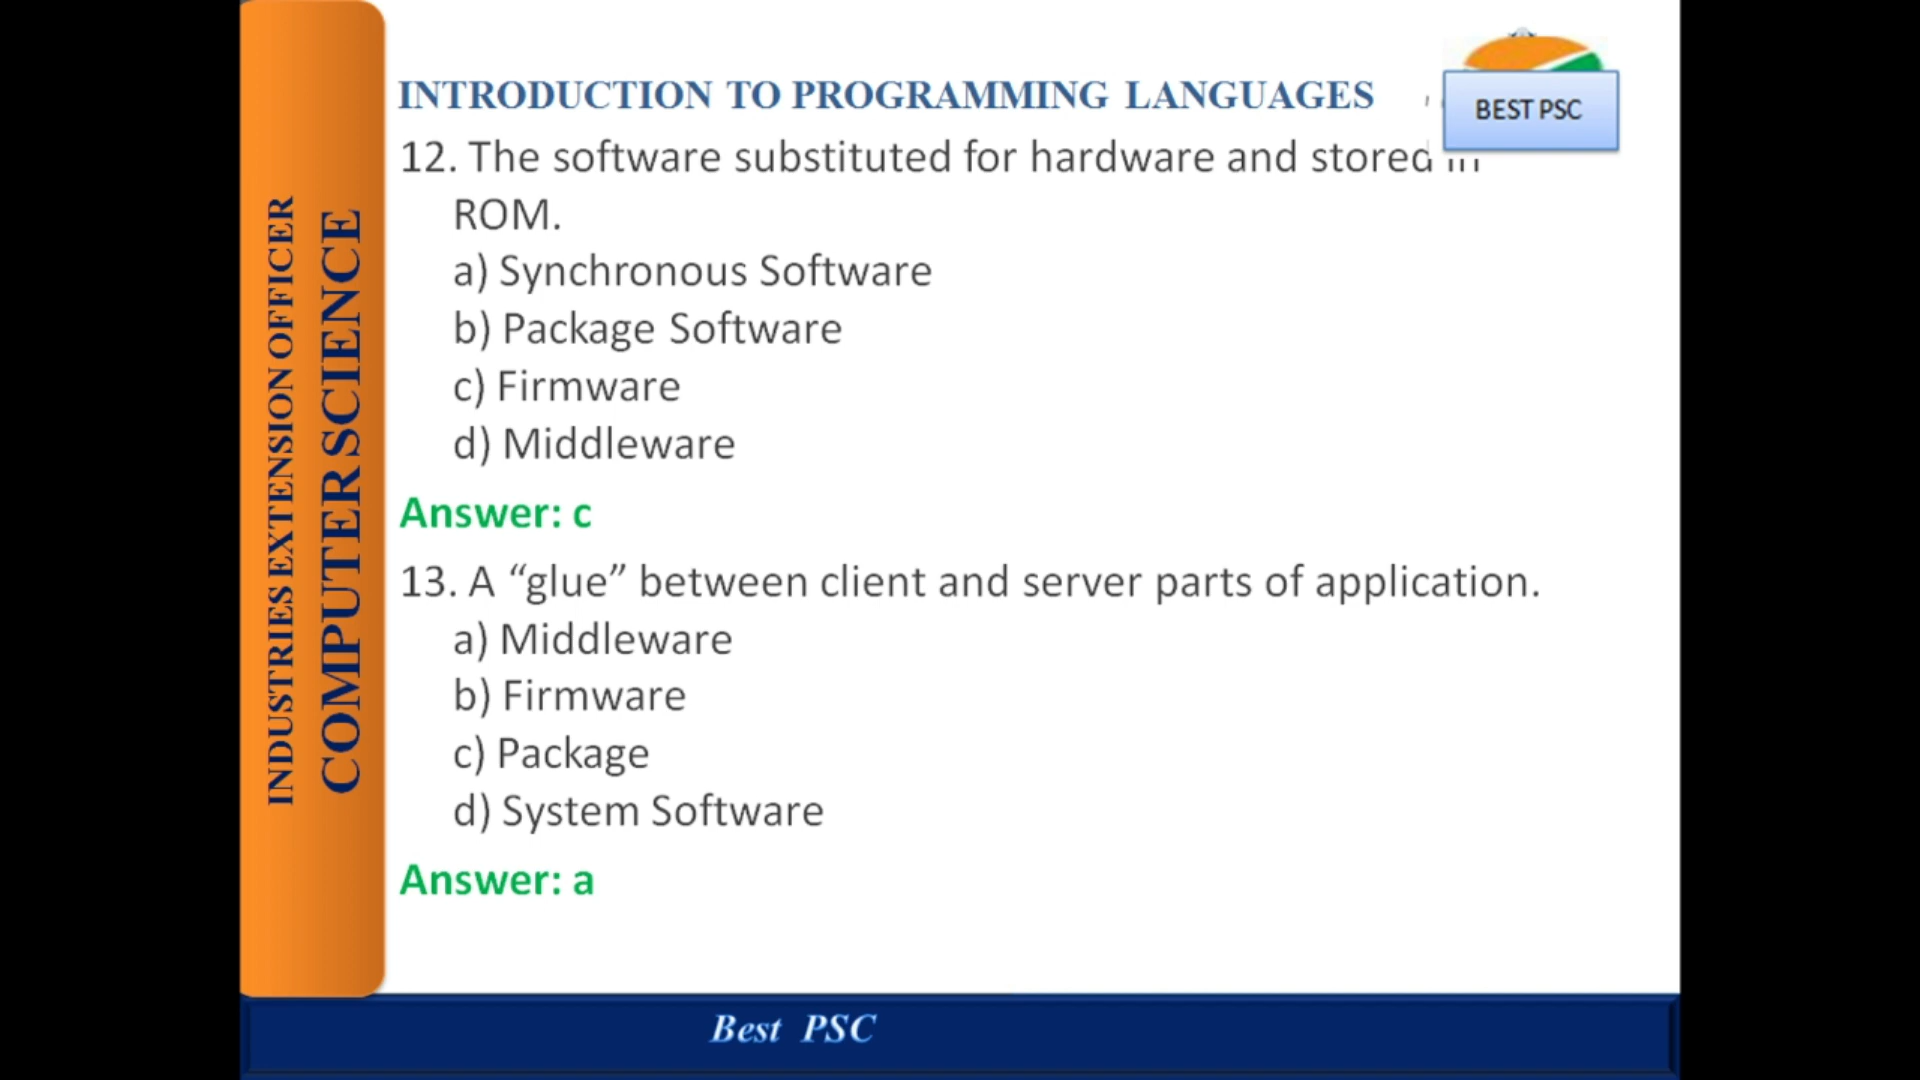 INTRODUCTION TO PROGRAMMING LANGUAGES
BEST PSC
12. The software substituted for hardware and stored in
ROM.
a) Synchronous Software
b) Package Software
c) Firmware
d) Middleware
Answer: c
13. A “glue” between client and server parts of application.
a) Middleware
b) Firmware
c) Package
d) System Software
Answer: a
INDUSTRIES EXTENSION OFFICER
COMPUTER SCIENCE
Best PSC